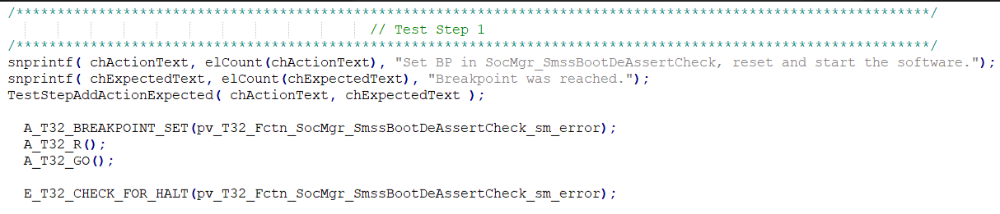 /***************************************************************************************************************/
// Test Step 1
/***************************************************************************************************************/
snprintf( chActionText, elCount(chActionText), "Set BP in SocMgr_SmssBootDeAssertCheck, reset and start the software.");
snprintf( chExpectedText, elCount(chExpectedText), "Breakpoint was reached.");
TestStepAddActionExpected( chActionText, chExpectedText );
A_T32_BREAKPOINT_SET(pv_T32_Fctn_SocMgr_SmssBootDeAssertCheck_sm_error);
A_T32_R();
A_T32_GO();
E_T32_CHECK_FOR_HALT(pv_T32_Fctn_SocMgr_SmssBootDeAssertCheck_sm_error);